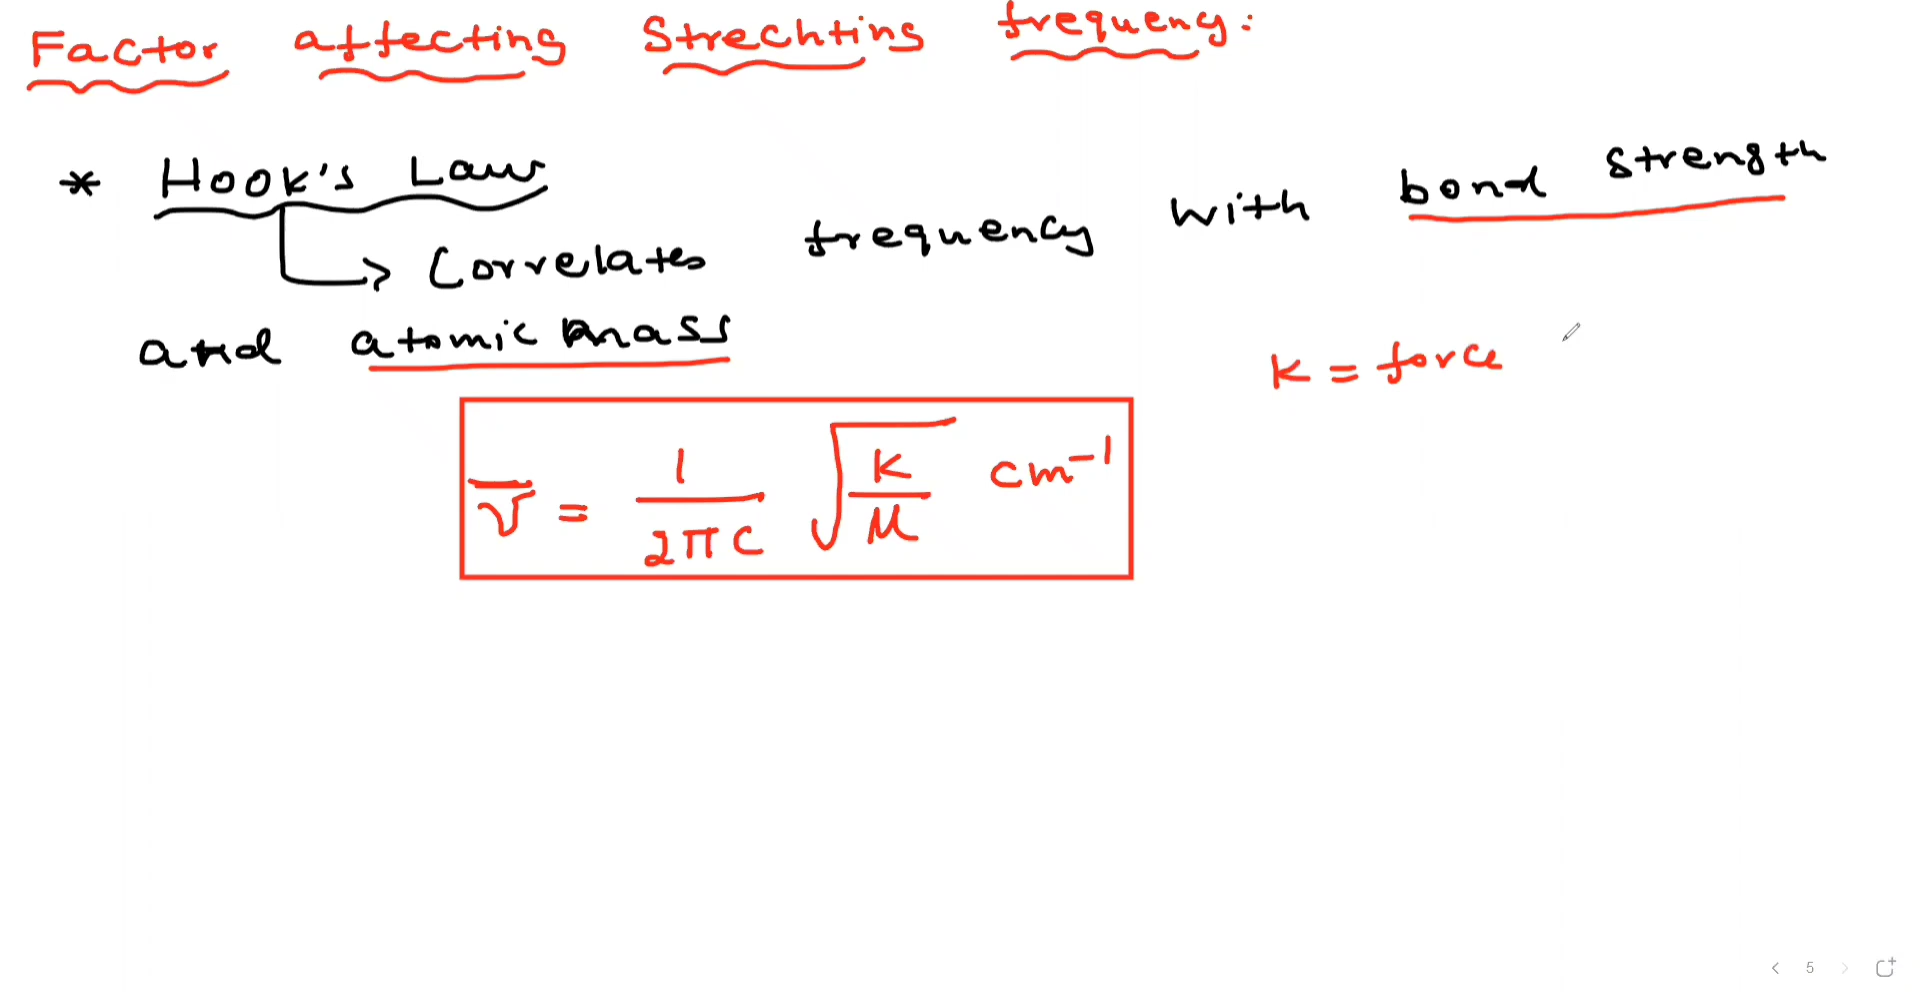 Factor affecting Strechting frequency:
* Hook's Law
Correlates frequency with bond strength
and atomic mass
K = force
v̅ = 1/2πc √K/μ cm⁻¹
5